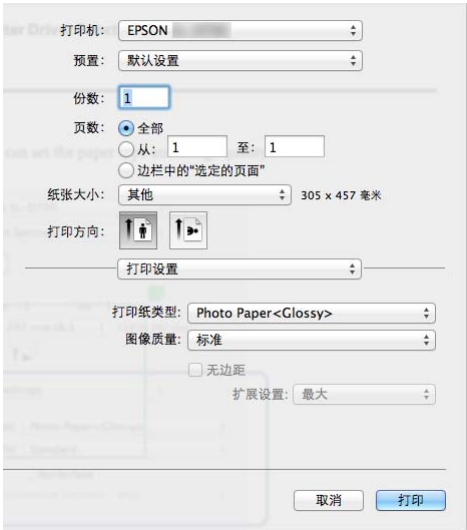 打印机: EPSON
预置: 默认设置
份数: 1
页数: 全部
从: 1 至: 1
边栏中的"选定的页面"
纸张大小: 其他 305 x 457 毫米
打印方向:
打印设置
打印纸类型: Photo Paper<Glossy>
图像质量: 标准
无边距
扩展设置: 最大
取消 打印